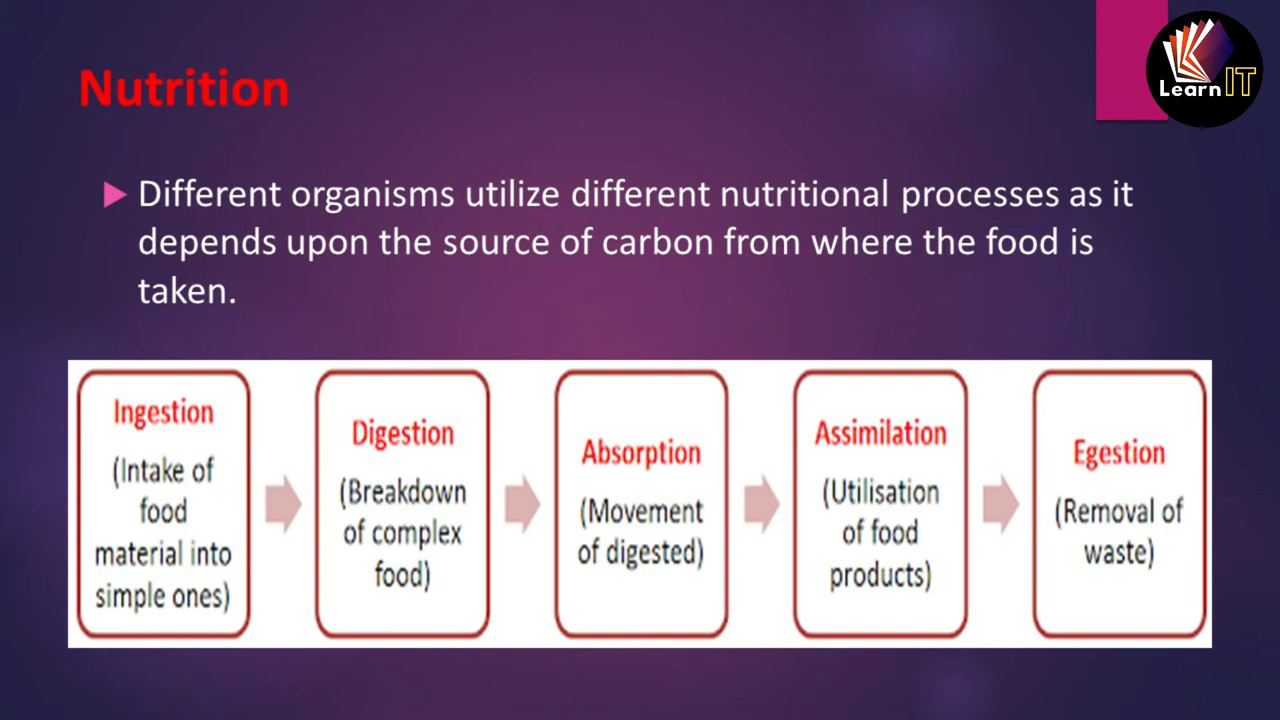 Learn IT
Nutrition
Different organisms utilize different nutritional processes as it
depends upon the source of carbon from where the food is
taken.
Ingestion
(Intake of
food
material into
simple ones)
Digestion
(Breakdown
of complex
food)
Absorption
(Movement
of digested)
Assimilation
(Utilisation
of food
products)
Egestion
(Removal of
waste)